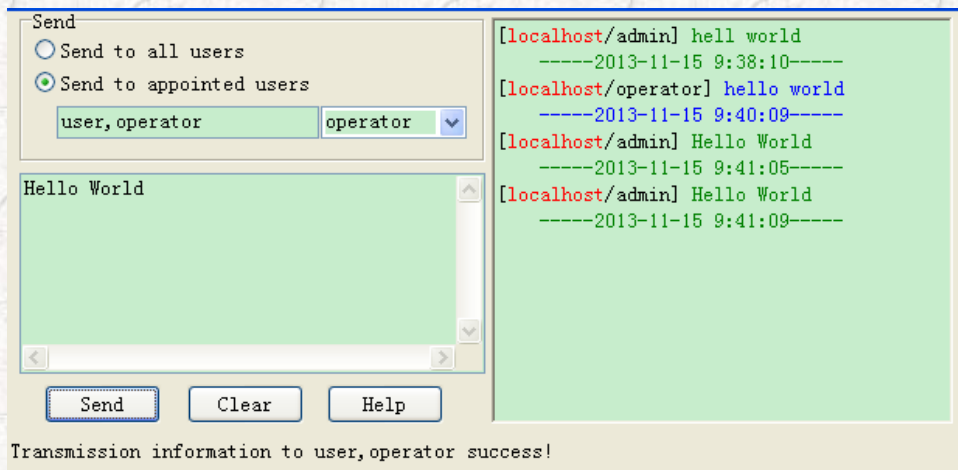 Send
Send to all users
Send to appointed users
user,operator operator
Hello World
Send Clear Help
[localhost/admin] hell world
-----2013-11-15 9:38:10-----
[localhost/operator] hello world
-----2013-11-15 9:40:09-----
[localhost/admin] Hello World
-----2013-11-15 9:41:05-----
[localhost/admin] Hello World
-----2013-11-15 9:41:09-----
Transmission information to user,operator success!